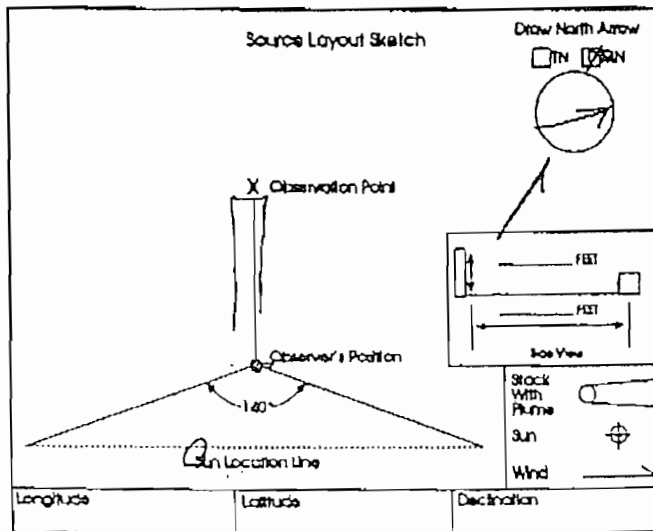 Draw North Arrow
Source Layout Sketch
TN MN
X Observation Point
FEET
FEET
Side View
Observer's Position
140
Sun Location Line
Stack
With
Plume
Sun
Wind
Longitude Latitude Declination